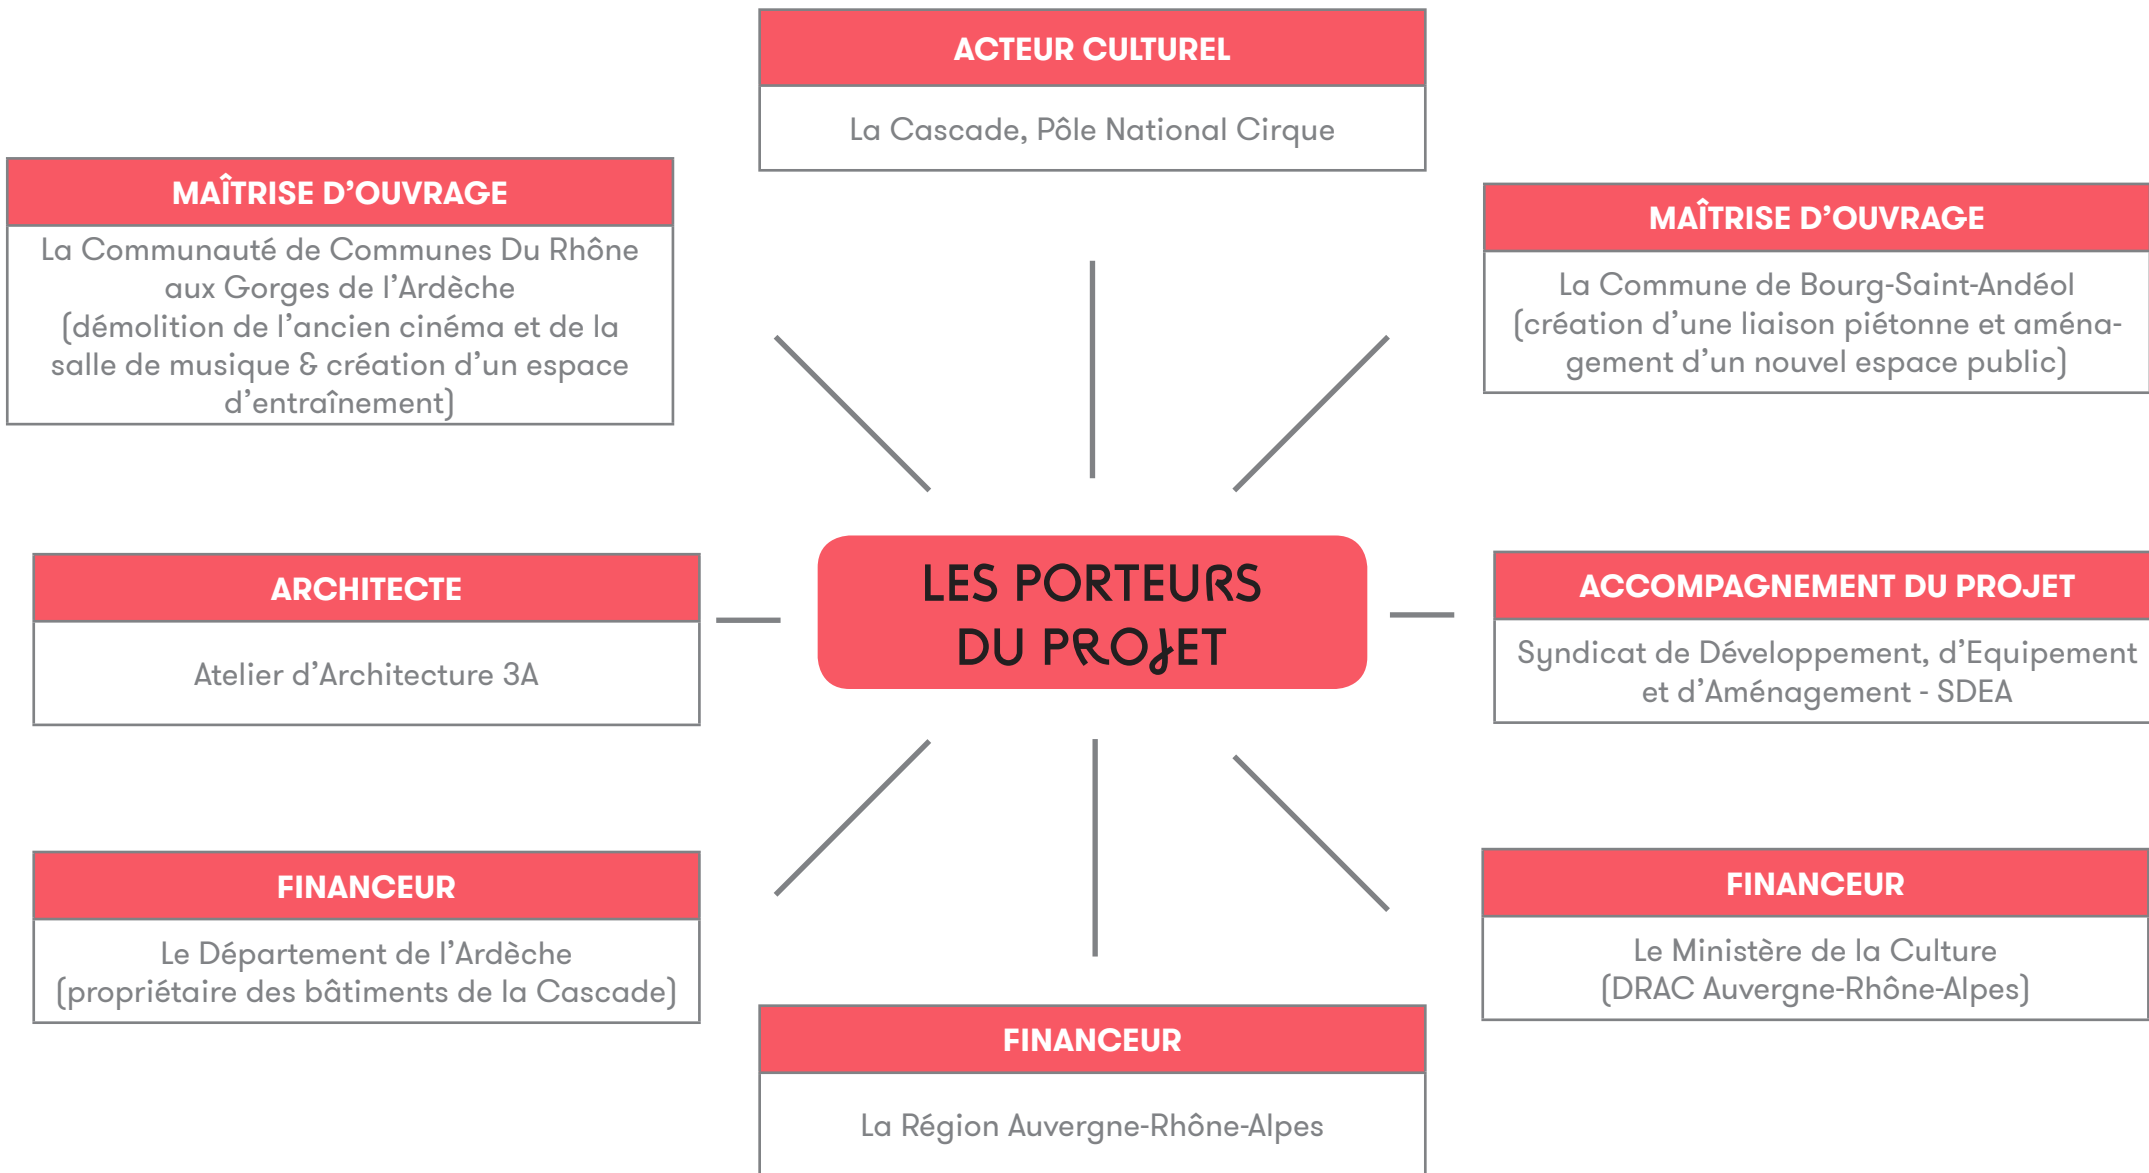 ACTEUR CULTUREL
La Cascade, Pôle National Cirque
MAÎTRISE D’OUVRAGE
La Communauté de Communes Du Rhône
aux Gorges de l’Ardèche
(démolition de l’ancien cinéma et de la
salle de musique & création d’un espace
d’entraînement)
MAÎTRISE D’OUVRAGE
La Commune de Bourg-Saint-Andéol
(création d’une liaison piétonne et aména-
gement d’un nouvel espace public)
ARCHITECTE
Atelier d’Architecture 3A
LES PORTEURS
DU PROJET
ACCOMPAGNEMENT DU PROJET
Syndicat de Développement, d’Equipement
et d’Aménagement - SDEA
FINANCEUR
Le Département de l’Ardèche
(propriétaire des bâtiments de la Cascade)
FINANCEUR
La Région Auvergne-Rhône-Alpes
FINANCEUR
Le Ministère de la Culture
(DRAC Auvergne-Rhône-Alpes)